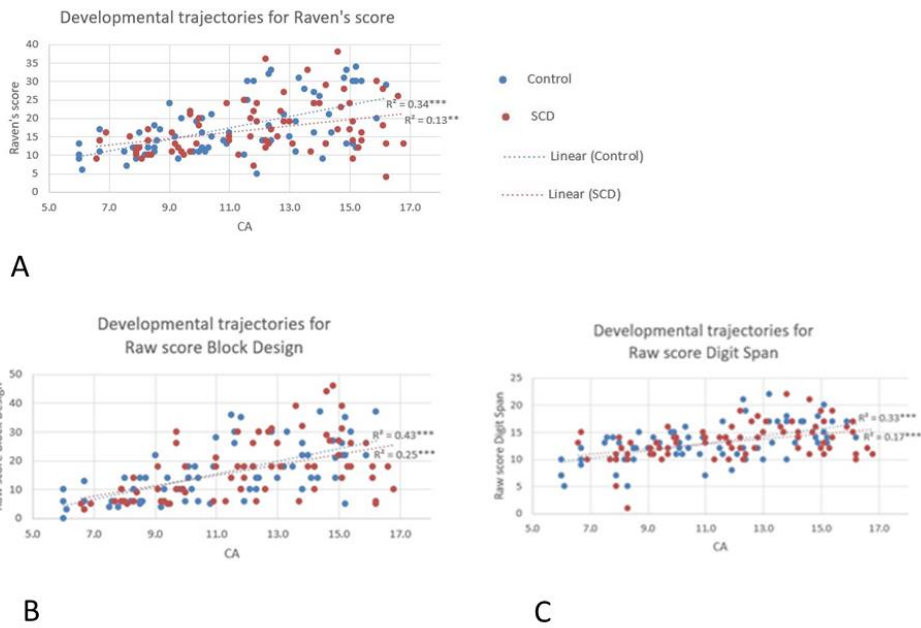 Developmental trajectories for Raven's score
40
35
30
25
20
15
10
5
0
Raven's score
R² = 0.34***
R² = 0.13**
5.0 7.0 9.0 11.0 13.0 15.0 17.0
CA
Control
SCD
Linear (Control)
Linear (SCD)
A
Developmental trajectories for
Raw score Block Design
50
40
30
20
10
0
R² = 0.43***
R² = 0.25***
5.0 7.0 9.0 11.0 13.0 15.0 17.0
CA
B
Developmental trajectories for
Raw score Digit Span
25
20
15
10
5
0
Raw score Digit Span
R² = 0.33***
R² = 0.17***
5.0 7.0 9.0 11.0 13.0 15.0 17.0
CA
C